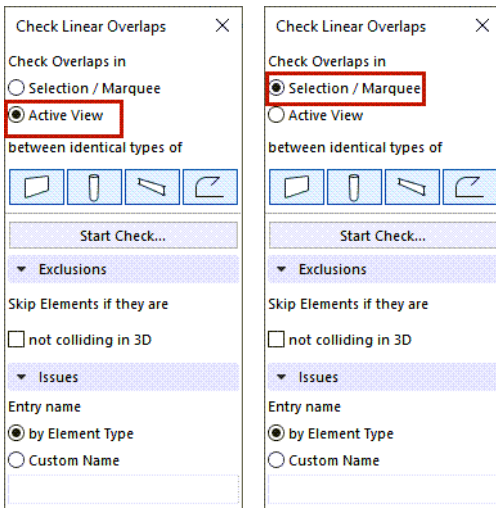 Check Linear Overlaps
Check Overlaps in
Selection / Marquee
Active View
between identical types of
Start Check...
Exclusions
Skip Elements if they are
not colliding in 3D
Issues
Entry name
by Element Type
Custom Name
Check Linear Overlaps
Check Overlaps in
Selection / Marquee
Active View
between identical types of
Start Check...
Exclusions
Skip Elements if they are
not colliding in 3D
Issues
Entry name
by Element Type
Custom Name